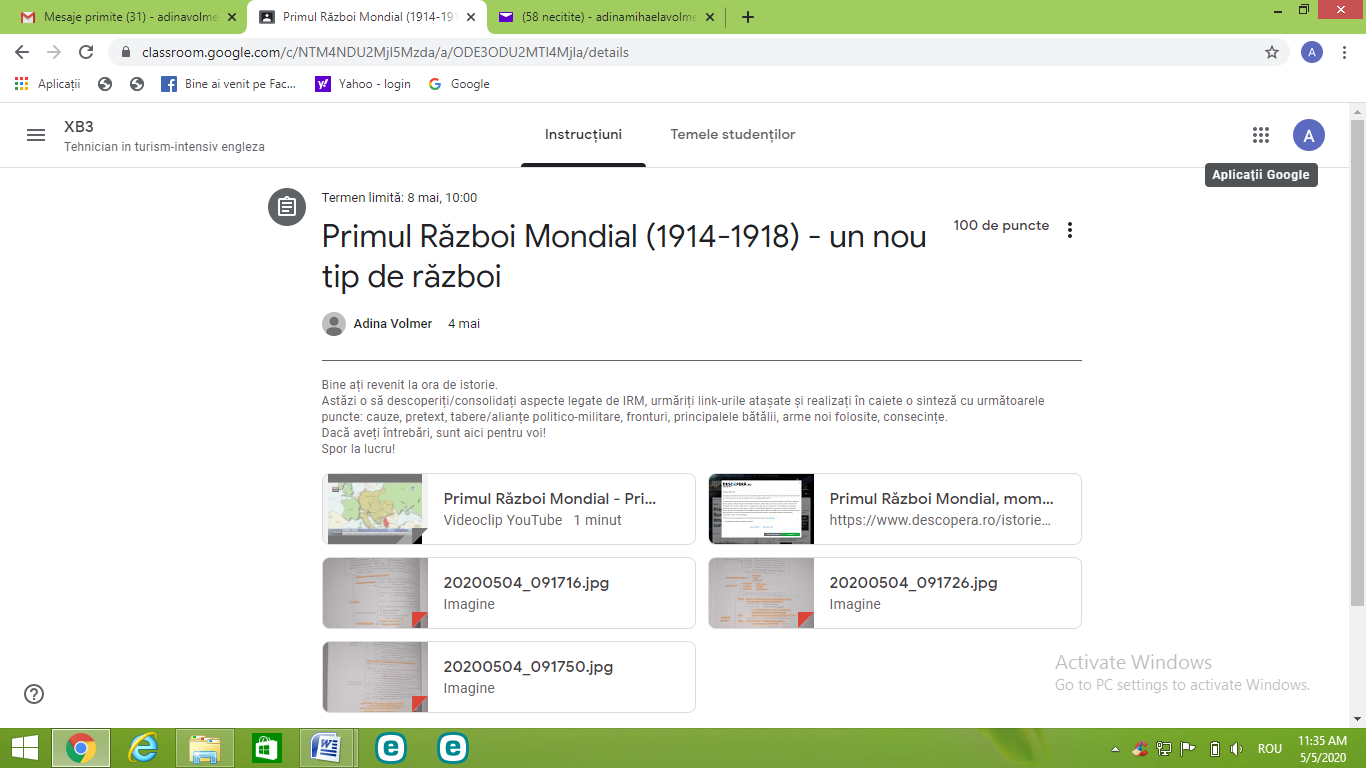 Mesaje primite (31) - adinavolme
Primul Război Mondial (1914-191
(58 necitite) - adinamihaelavolme
classroom.google.com/c/NTM4NDU2MjI5Mzda/a/ODE3ODU2MTI4Mjla/details
A
Aplicații
Bine ai venit pe Fac...
Yahoo - login
Google
XB3
Tehnician in turism-intensiv engleza
Instrucțiuni
Temele studenților
A
Aplicații Google
Termen limită: 8 mai, 10:00
Primul Război Mondial (1914-1918) - un nou
tip de război
100 de puncte
Adina Volmer 4 mai
Bine ați revenit la ora de istorie.
Astăzi o să descoperiți/consolidați aspecte legate de IRM, urmăriți link-urile atașate și realizați în caiete o sinteză cu următoarele
puncte: cauze, pretext, tabere/alianțe politico-militare, fronturi, principalele bătălii, arme noi folosite, consecințe.
Dacă aveți întrebări, sunt aici pentru voi!
Spor la lucru!
Primul Război Mondial - Pri...
Videoclip YouTube 1 minut
Primul Război Mondial, mom...
https://www.descopera.ro/istorie...
20200504_091716.jpg
Imagine
20200504_091726.jpg
Imagine
20200504_091750.jpg
Imagine
Activate Windows
Go to PC settings to activate Windows.
ROU
11:35 AM
5/5/2020